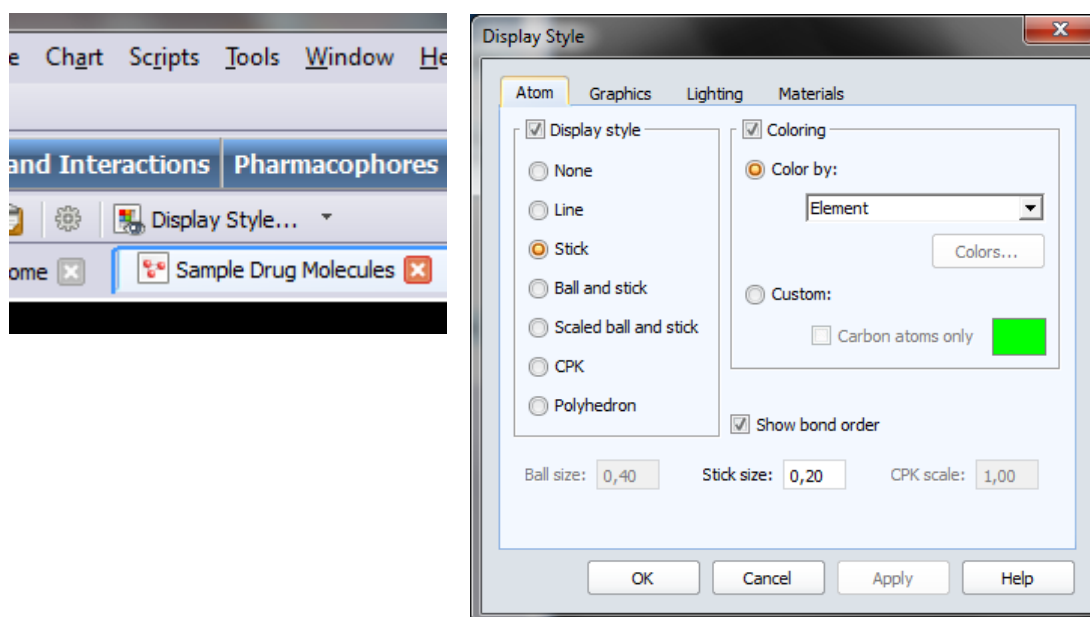 Chart Scripts Tools Window
Interactions Pharmacophores
Display Style...
Sample Drug Molecules
Display Style
Atom Graphics Lighting Materials
Display style
None
Line
Stick
Ball and stick
Scaled ball and stick
CPK
Polyhedron
Coloring
Color by:
Element
Colors...
Custom:
Carbon atoms only
Show bond order
Ball size: 0,40 Stick size: 0,20 CPK scale: 1,00
OK Cancel Apply Help